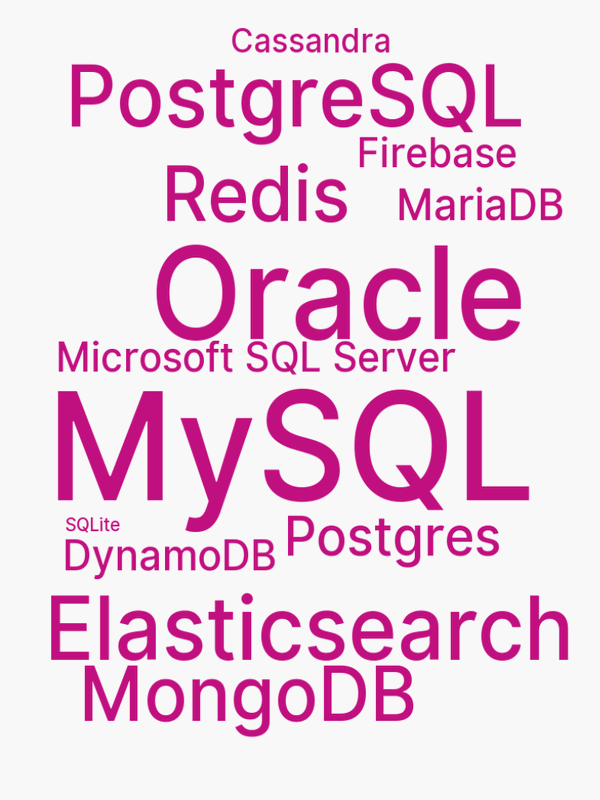 Cassandra
PostgreSQL
Firebase
Redis
MariaDB
Oracle
Microsoft SQL Server
MySQL
SQLite
Postgres
DynamoDB
Elasticsearch
MongoDB